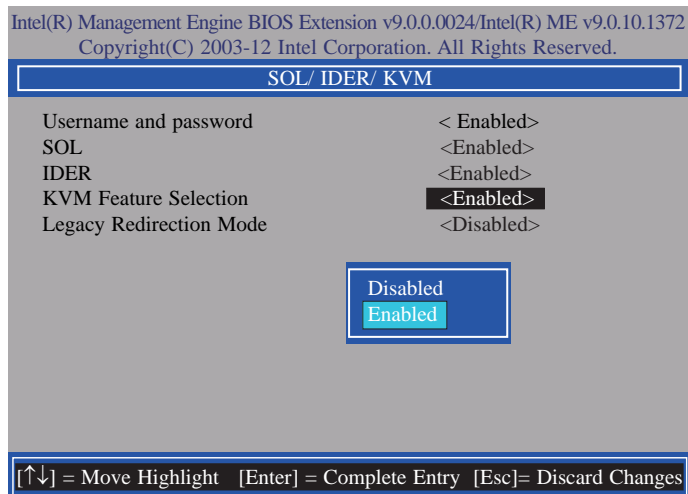 Intel(R) Management Engine BIOS Extension v9.0.0.0024/Intel(R) ME v9.0.10.1372
Copyright(C) 2003-12 Intel Corporation. All Rights Reserved.
SOL/ IDER/ KVM
Username and password < Enabled>
SOL <Enabled>
IDER <Enabled>
KVM Feature Selection <Enabled>
Legacy Redirection Mode <Disabled>
Disabled
Enabled
[↑↓] = Move Highlight [Enter] = Complete Entry [Esc]= Discard Changes